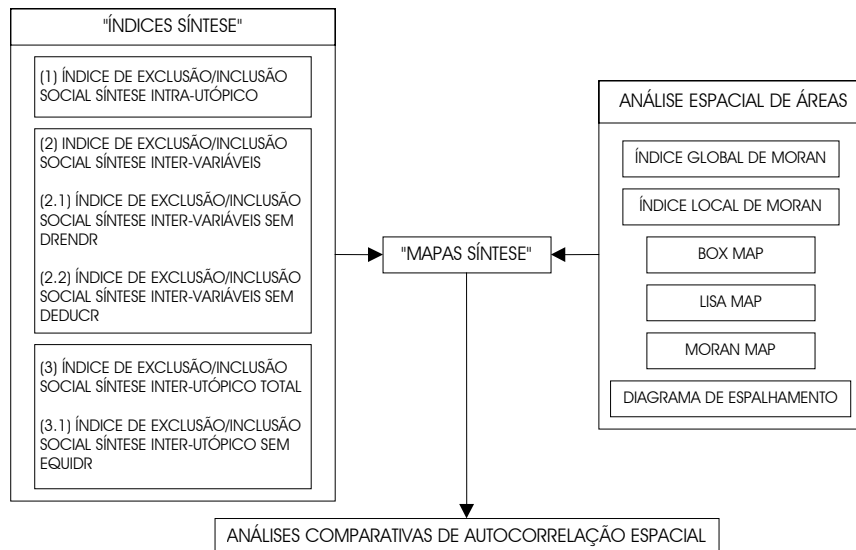 "ÍNDICES SÍNTESE"
(1) ÍNDICE DE EXCLUSÃO/INCLUSÃO
SOCIAL SÍNTESE INTRA-UTÓPICO
(2) INDICE DE EXCLUSÃO/INCLUSÃO
SOCIAL SÍNTESE INTER-VARIÁVEIS
(2.1) ÍNDICE DE EXCLUSÃO/INCLUSÃO
SOCIAL SÍNTESE INTER-VARIÁVEIS SEM
DRENDR
(2.2) ÍNDICE DE EXCLUSÃO/INCLUSÃO
SOCIAL SÍNTESE INTER-VARIÁVEIS SEM
DEDUCR
(3) ÍNDICE DE EXCLUSÃO/INCLUSÃO
SOCIAL SÍNTESE INTER-UTÓPICO TOTAL
(3.1) ÍNDICE DE EXCLUSÃO/INCLUSÃO
SOCIAL SÍNTESE INTER-UTÓPICO SEM
EQUIDR
"MAPAS SÍNTESE"
ANÁLISE ESPACIAL DE ÁREAS
ÍNDICE GLOBAL DE MORAN
ÍNDICE LOCAL DE MORAN
BOX MAP
LISA MAP
MORAN MAP
DIAGRAMA DE ESPALHAMENTO
ANÁLISES COMPARATIVAS DE AUTOCORRELAÇÃO ESPACIAL